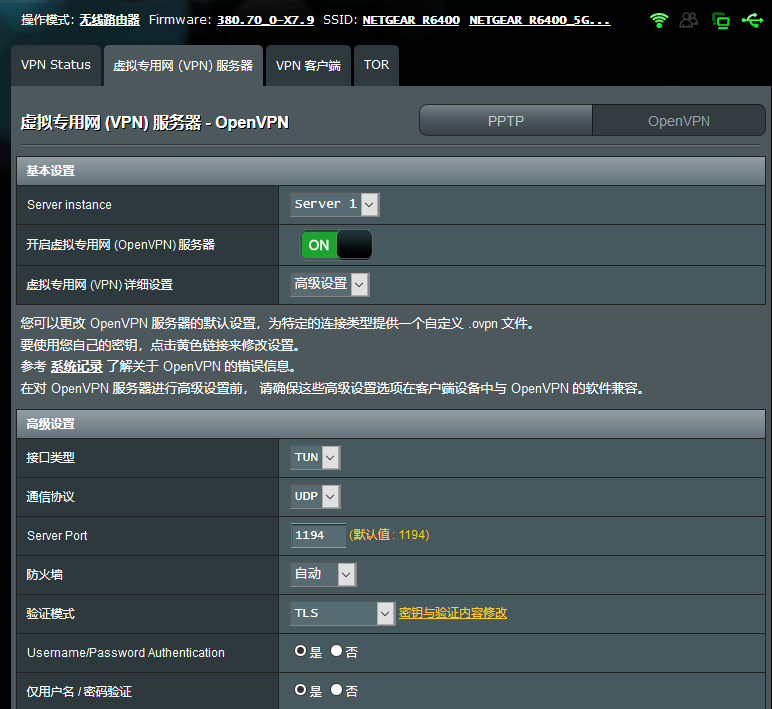 操作模式: 无线路由器 Firmware: 380.70_0-X7.9 SSID: NETGEAR_R6400 NETGEAR_R6400_5G...
VPN Status 虚拟专用网 (VPN) 服务器 VPN 客户端 TOR
虚拟专用网 (VPN) 服务器 - OpenVPN PPTP OpenVPN
基本设置
Server instance Server 1
开启虚拟专用网 (OpenVPN) 服务器 ON
虚拟专用网 (VPN) 详细设置 高级设置
您可以更改 OpenVPN 服务器的默认设置，为特定的连接类型提供一个自定义 .ovpn 文件。
要使用您自己的密钥，点击黄色链接来修改设置。
参考 系统记录 了解关于 OpenVPN 的错误信息。
在对 OpenVPN 服务器进行高级设置前， 请确保这些高级设置选项在客户端设备中与 OpenVPN 的软件兼容。
高级设置
接口类型 TUN
通信协议 UDP
Server Port 1194 (默认值 : 1194)
防火墙 自动
验证模式 TLS 密钥与验证内容修改
Username/Password Authentication 是 否
仅用户名 / 密码验证 是 否